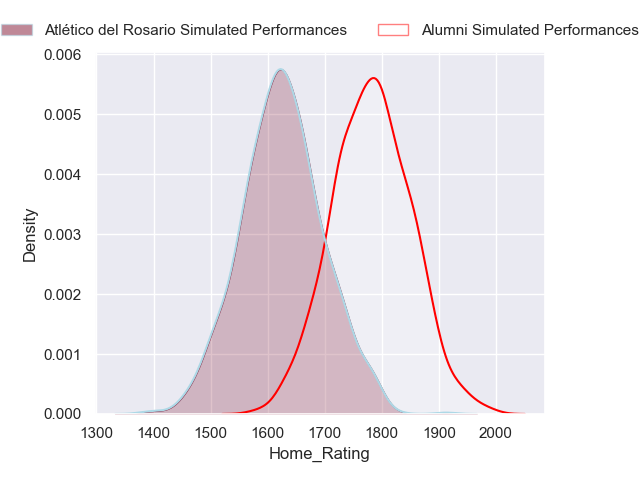 Atlético del Rosario Simulated Performances
Alumni Simulated Performances
0.006
0.005
0.004
0.003
0.002
0.001
0.000
Density
1300 1400 1500 1600 1700 1800 1900 2000
Home_Rating